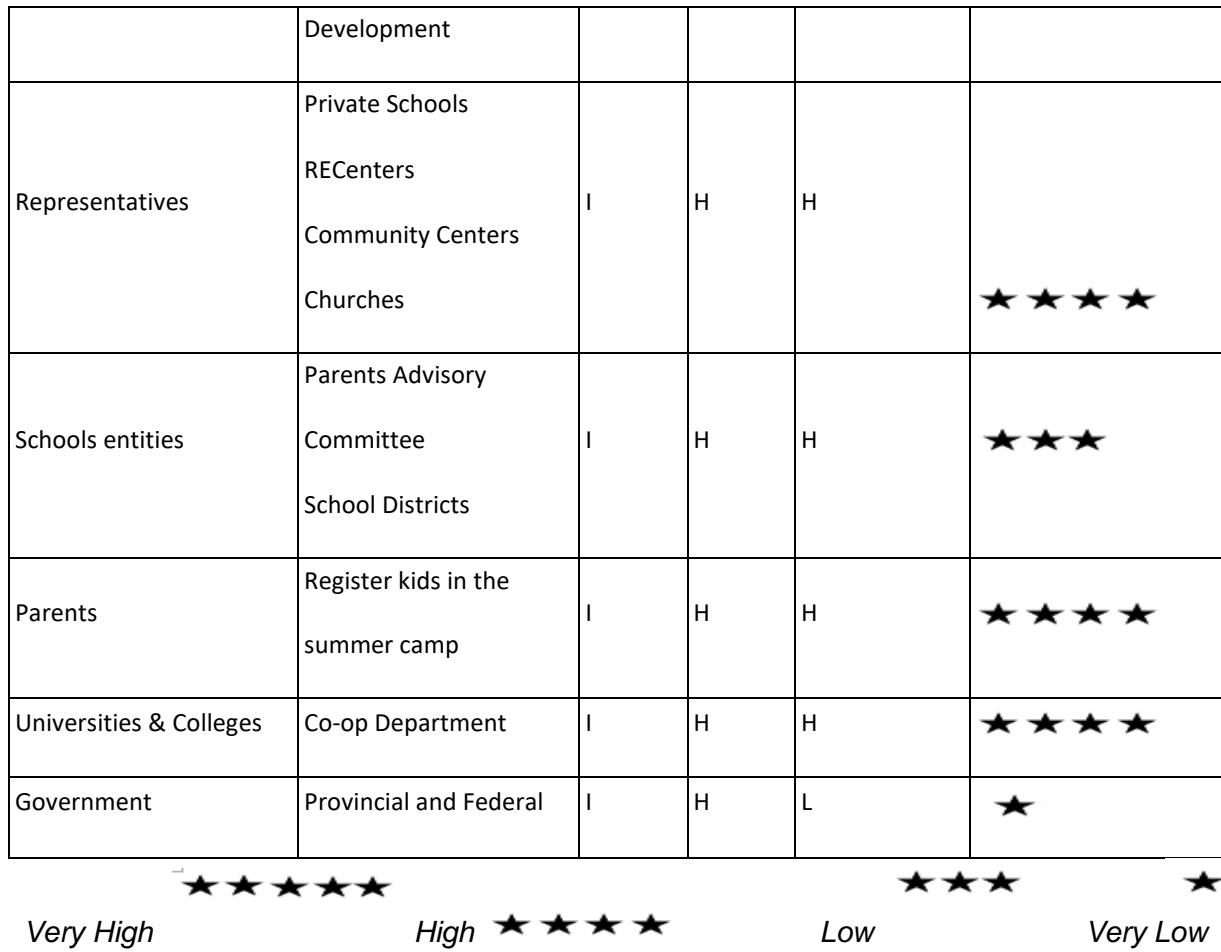 Development
Private Schools
RECenters
Representatives I H H
Community Centers
Churches ★ ★ ★ ★
Parents Advisory
Schools entities Committee I H H ★ ★ ★
School Districts
Register kids in the
Parents I H H ★ ★ ★ ★
summer camp
Universities & Colleges Co-op Department I H H ★ ★ ★ ★
Government Provincial and Federal I H L ★
★ ★ ★ ★ ★ ★ ★ ★ ★
Very High High ★ ★ ★ ★ Low Very Low